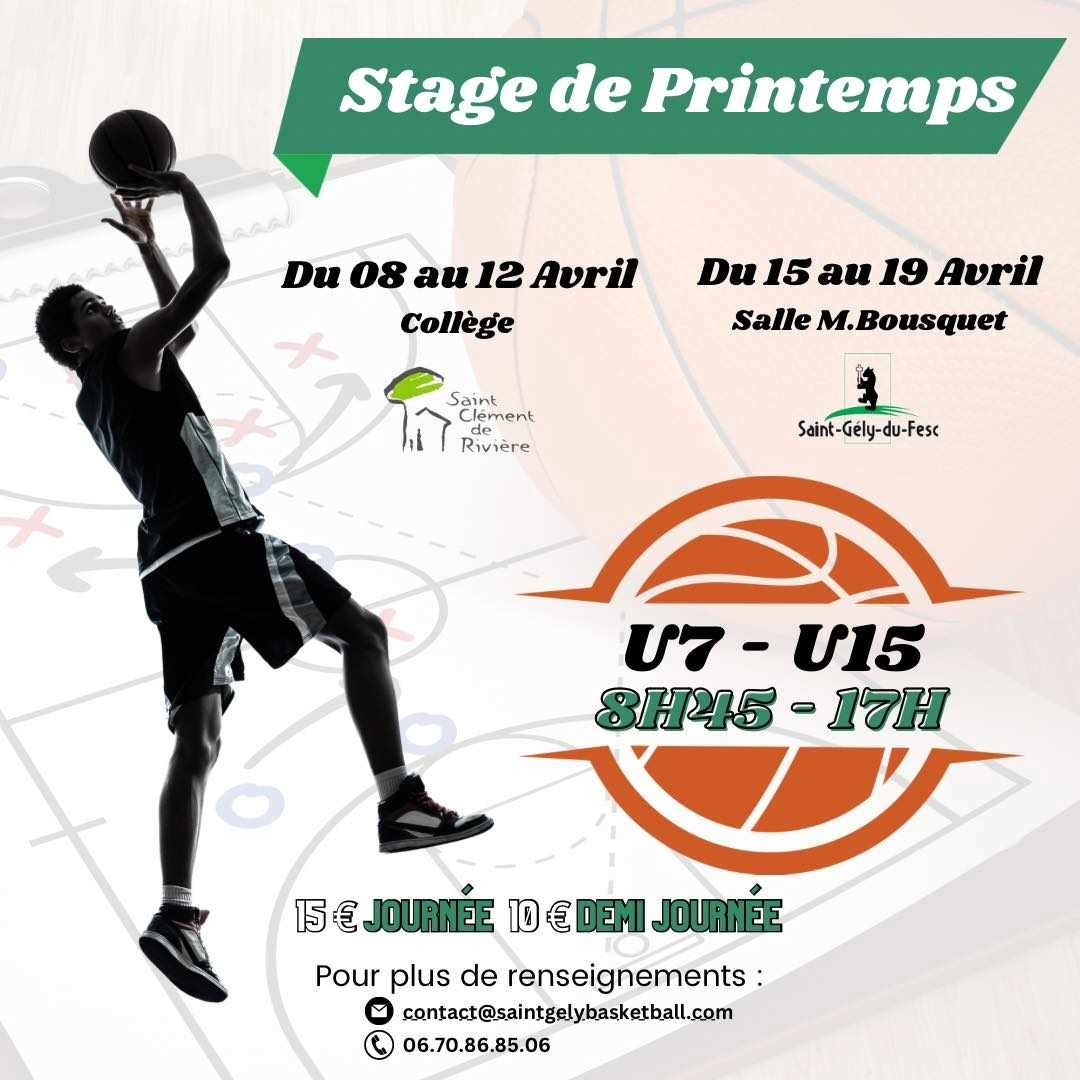 Stage de Printemps
Du 08 au 12 Avril
Collège
Saint
Clément
de
Rivière
Du 15 au 19 Avril
Salle M.Bousquet
Saint-Gély-du-Fesc
U7 - U15
8H45 - 17H
15 € JOURNÉE 10 € DEMI JOURNÉE
Pour plus de renseignements :
contact@saintgelybasketball.com
06.70.86.85.06